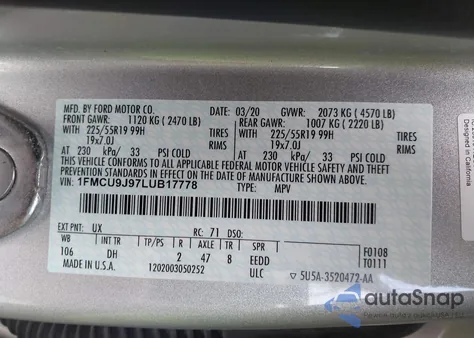 MFD. BY FORD MOTOR CO.
DATE: 03/20 GVWR: 2073 KG ( 4570 LB)
FRONT GAWR: 1120 KG ( 2470 LB) REAR GAWR: 1007 KG ( 2220 LB)
WITH 225/55R19 99H TIRES WITH 225/55R19 99H TIRES
19x7.0J RIMS 19x7.0J RIMS
AT 230 kPa/ 33 PSI COLD AT 230 kPa/ 33 PSI COLD
THIS VEHICLE CONFORMS TO ALL APPLICABLE FEDERAL MOTOR VEHICLE SAFETY AND THEFT
PREVENTION STANDARDS IN EFFECT ON THE DATE OF MANUFACTURE SHOWN ABOVE.
VIN: 1FMCU9J97LUB17778 TYPE: MPV
EXT PNT: UX RC: 71 DSO:
WB INT TR TP/PS R AXLE TR SPR
106 DH 2 47 8 EEDD
F0108
T0111
MADE IN U.S.A. 1202003050252 ULC 5U5A-3520472-AA
autoSnap